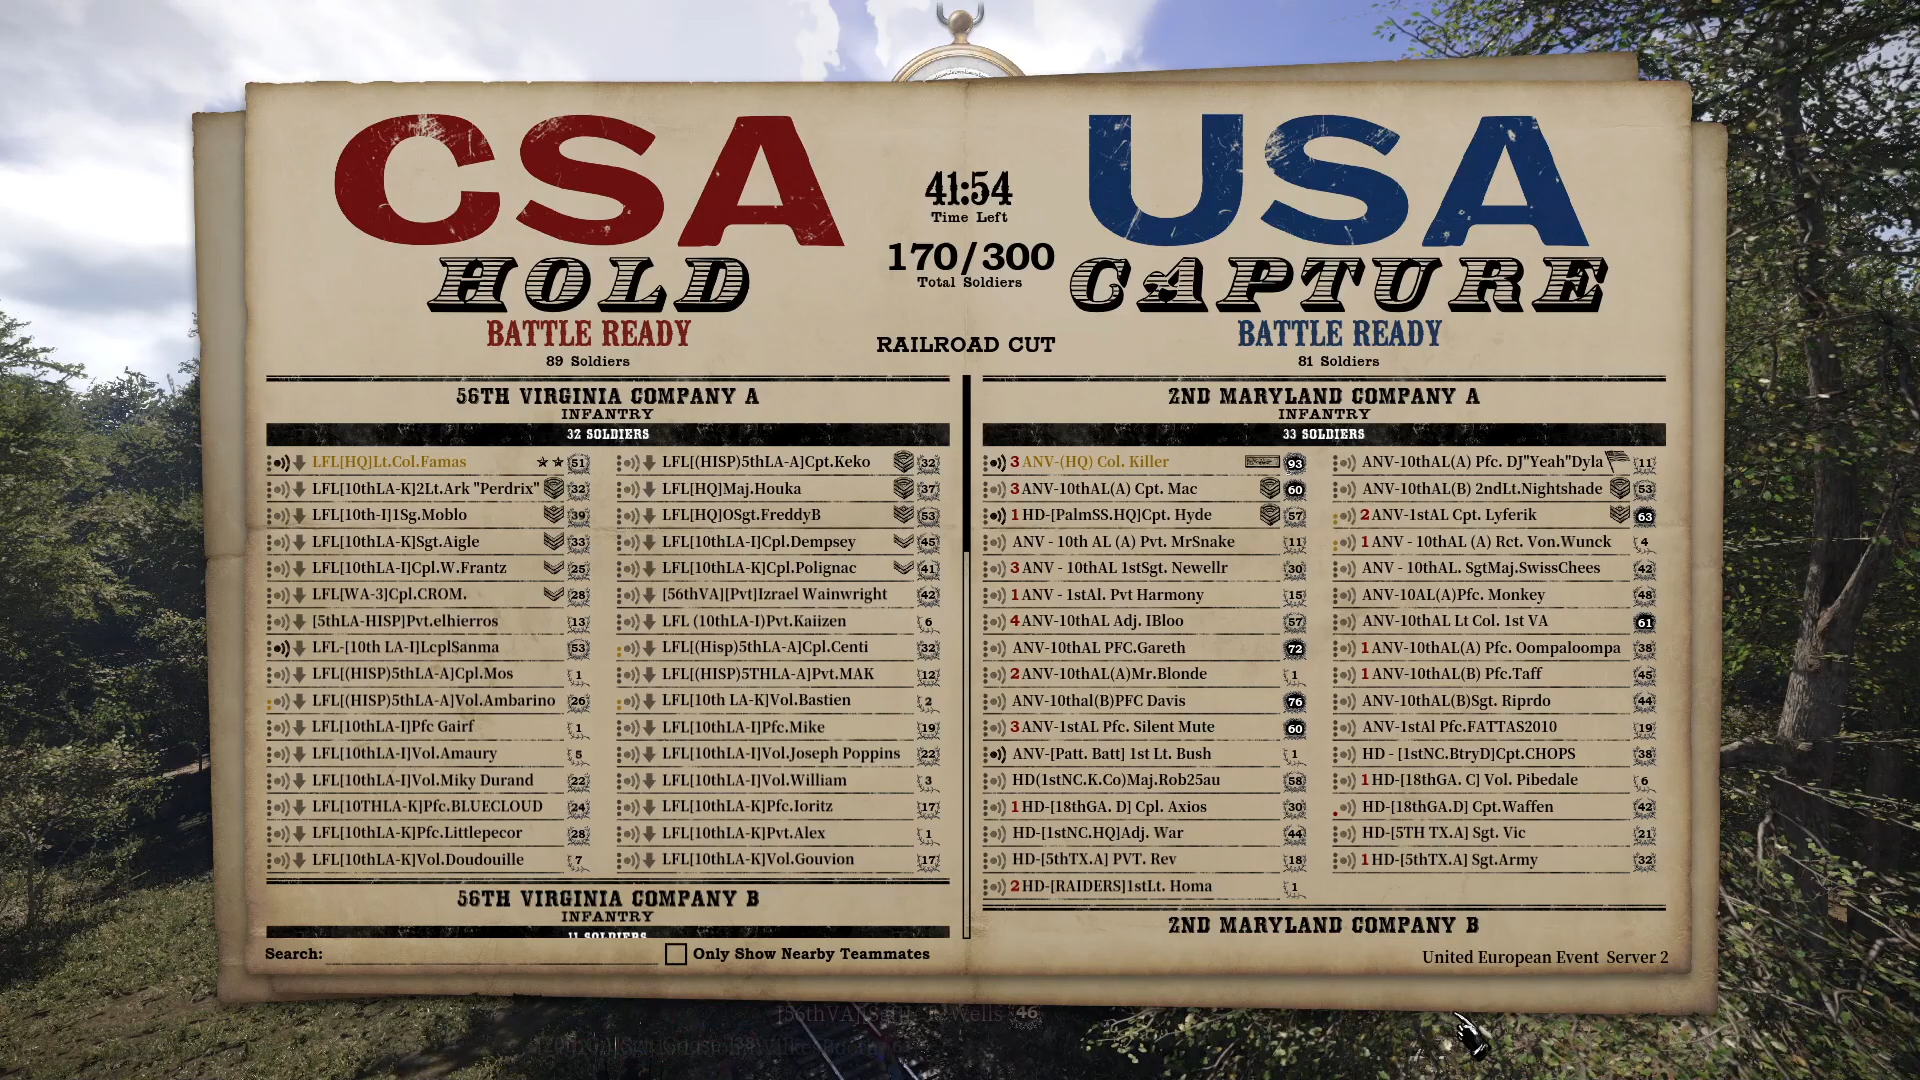 CSA
HOLD
BATTLE READY
89 Soldiers
41:54
Time Left
170/300
Total Soldiers
RAILROAD CUT
USA
CAPTURE
BATTLE READY
81 Soldiers
56TH VIRGINIA COMPANY A
INFANTRY
32 SOLDIERS
LFL[HQ]Lt.Col.Famas 51
LFL[10thLA-K]2Lt.Ark "Perdrix" 32
LFL[10th-I]1Sg.Moblo 39
LFL[10thLA-K]Sgt.Aigle 33
LFL[10thLA-I]Cpl.W.Frantz 25
LFL[WA-3]Cpl.CROM. 28
[5thLA-HISP]Pvt.elhierros 13
LFL-[10th LA-I]LcplSanma 53
LFL[(HISP)5thLA-A]Cpl.Mos 1
LFL[(HISP)5thLA-A]Vol.Ambarino 26
LFL[10thLA-I]Pfc Gairf 1
LFL[10thLA-I]Vol.Amaury 5
LFL[10thLA-I]Vol.Miky Durand 22
LFL[10THLA-K]Pfc.BLUECLOUD 24
LFL[10thLA-K]Pfc.Littlepecor 28
LFL[10thLA-K]Vol.Doudouille 7
LFL[(HISP)5thLA-A]Cpt.Keko 32
LFL[HQ]Maj.Houka 37
LFL[HQ]OSgt.FreddyB 53
LFL[10thLA-I]Cpl.Dempsey 45
LFL[10thLA-K]Cpl.Polignac 41
[56thVA][Pvt]Izrael Wainwright 42
LFL (10thLA-I)Pvt.Kaiizen 6
LFL[(Hisp)5thLA-A]Cpl.Centi 32
LFL[(HISP)5THLA-A]Pvt.MAK 12
LFL[10th LA-K]Vol.Bastien 2
LFL[10thLA-I]Pfc.Mike 19
LFL[10thLA-I]Vol.Joseph Poppins 22
LFL[10thLA-I]Vol.William 3
LFL[10thLA-K]Pfc.Ioritz 17
LFL[10thLA-K]Pvt.Alex 1
LFL[10thLA-K]Vol.Gouvion 17
56TH VIRGINIA COMPANY B
INFANTRY
11 SOLDIERS
Search:
Only Show Nearby Teammates
2ND MARYLAND COMPANY A
INFANTRY
33 SOLDIERS
3 ANV-(HQ) Col. Killer 93
3 ANV-10thAL(A) Cpt. Mac 60
1 HD-[PalmSS.HQ]Cpt. Hyde 57
ANV - 10th AL (A) Pvt. MrSnake 11
3 ANV - 10thAL 1stSgt. Newellr 30
1 ANV - 1stAl. Pvt Harmony 15
4 ANV-10thAL Adj. IBloo 57
ANV-10thAL PFC.Gareth 72
2 ANV-10thAL(A)Mr.Blonde 1
ANV-10thal(B)PFC Davis 76
3 ANV-1stAL Pfc. Silent Mute 60
ANV-[Patt. Batt] 1st Lt. Bush 1
HD(1stNC.K.Co)Maj.Rob25au 58
1 HD-[18thGA. D] Cpl. Axios 30
HD-[1stNC.HQ]Adj. War 44
HD-[5thTX.A] PVT. Rev 18
2 HD-[RAIDERS]1stLt. Homa 1
ANV-10thAL(A) Pfc. DJ"Yeah"Dyla 11
ANV-10thAL(B) 2ndLt.Nightshade 53
2 ANV-1stAL Cpt. Lyferik 63
1 ANV - 10thAL (A) Rct. Von.Wunck 4
ANV - 10thAL. SgtMaj.SwissChees 42
ANV-10AL(A)Pfc. Monkey 48
ANV-10thAL Lt Col. 1st VA 61
1 ANV-10thAL(A) Pfc. Oompaloompa 38
1 ANV-10thAL(B) Pfc.Taff 45
ANV-10thAL(B)Sgt. Riprdo 44
ANV-1stAl Pfc.FATTAS2010 19
HD - [1stNC.BtryD]Cpt.CHOPS 38
1 HD-[18thGA. C] Vol. Pibedale 6
HD-[18thGA.D] Cpt.Waffen 42
HD-[5TH TX.A] Sgt. Vic 21
1 HD-[5thTX.A] Sgt.Army 32
2ND MARYLAND COMPANY B
United European Event Server 2
Wells 46